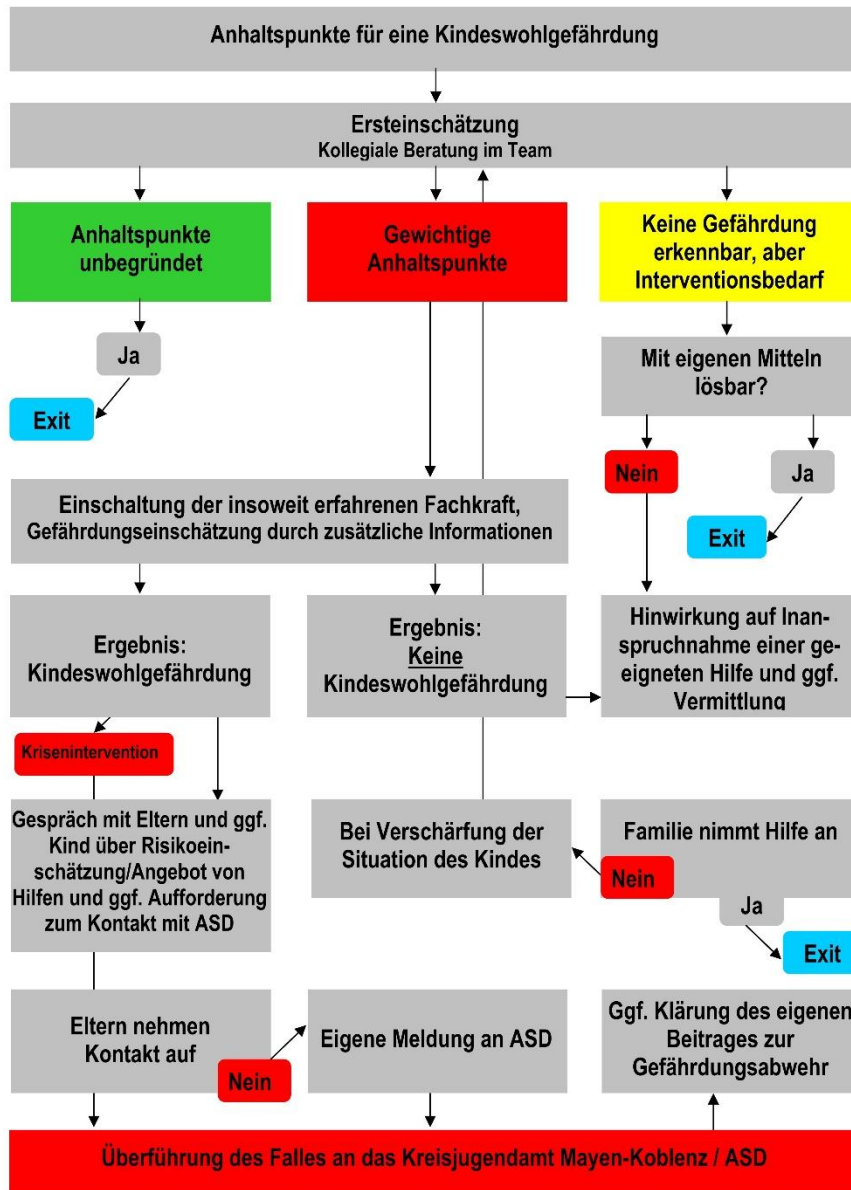 Anhaltspunkte für eine Kindeswohlgefährdung
Ersteinschätzung
Kollegiale Beratung im Team
Anhaltspunkte
unbegründet
Gewichtige
Anhaltspunkte
Keine Gefährdung
erkennbar, aber
Interventionsbedarf
Ja
Exit
Mit eigenen Mitteln
lösbar?
Nein
Ja
Exit
Einschaltung der insoweit erfahrenen Fachkraft,
Gefährdungseinschätzung durch zusätzliche Informationen
Ergebnis:
Kindeswohlgefährdung
Ergebnis:
Keine
Kindeswohlgefährdung
Hinwirkung auf Inan-
spruchnahme einer ge-
eigneten Hilfe und ggf.
Vermittlung
Krisenintervention
Gespräch mit Eltern und ggf.
Kind über Risikoein-
schätzung/Angebot von
Hilfen und ggf. Aufforderung
zum Kontakt mit ASD
Bei Verschärfung der
Situation des Kindes
Familie nimmt Hilfe an
Nein
Ja
Exit
Eltern nehmen
Kontakt auf
Nein
Eigene Meldung an ASD
Ggf. Klärung des eigenen
Beitrages zur
Gefährdungsabwehr
Überführung des Falles an das Kreisjugendamt Mayen-Koblenz / ASD